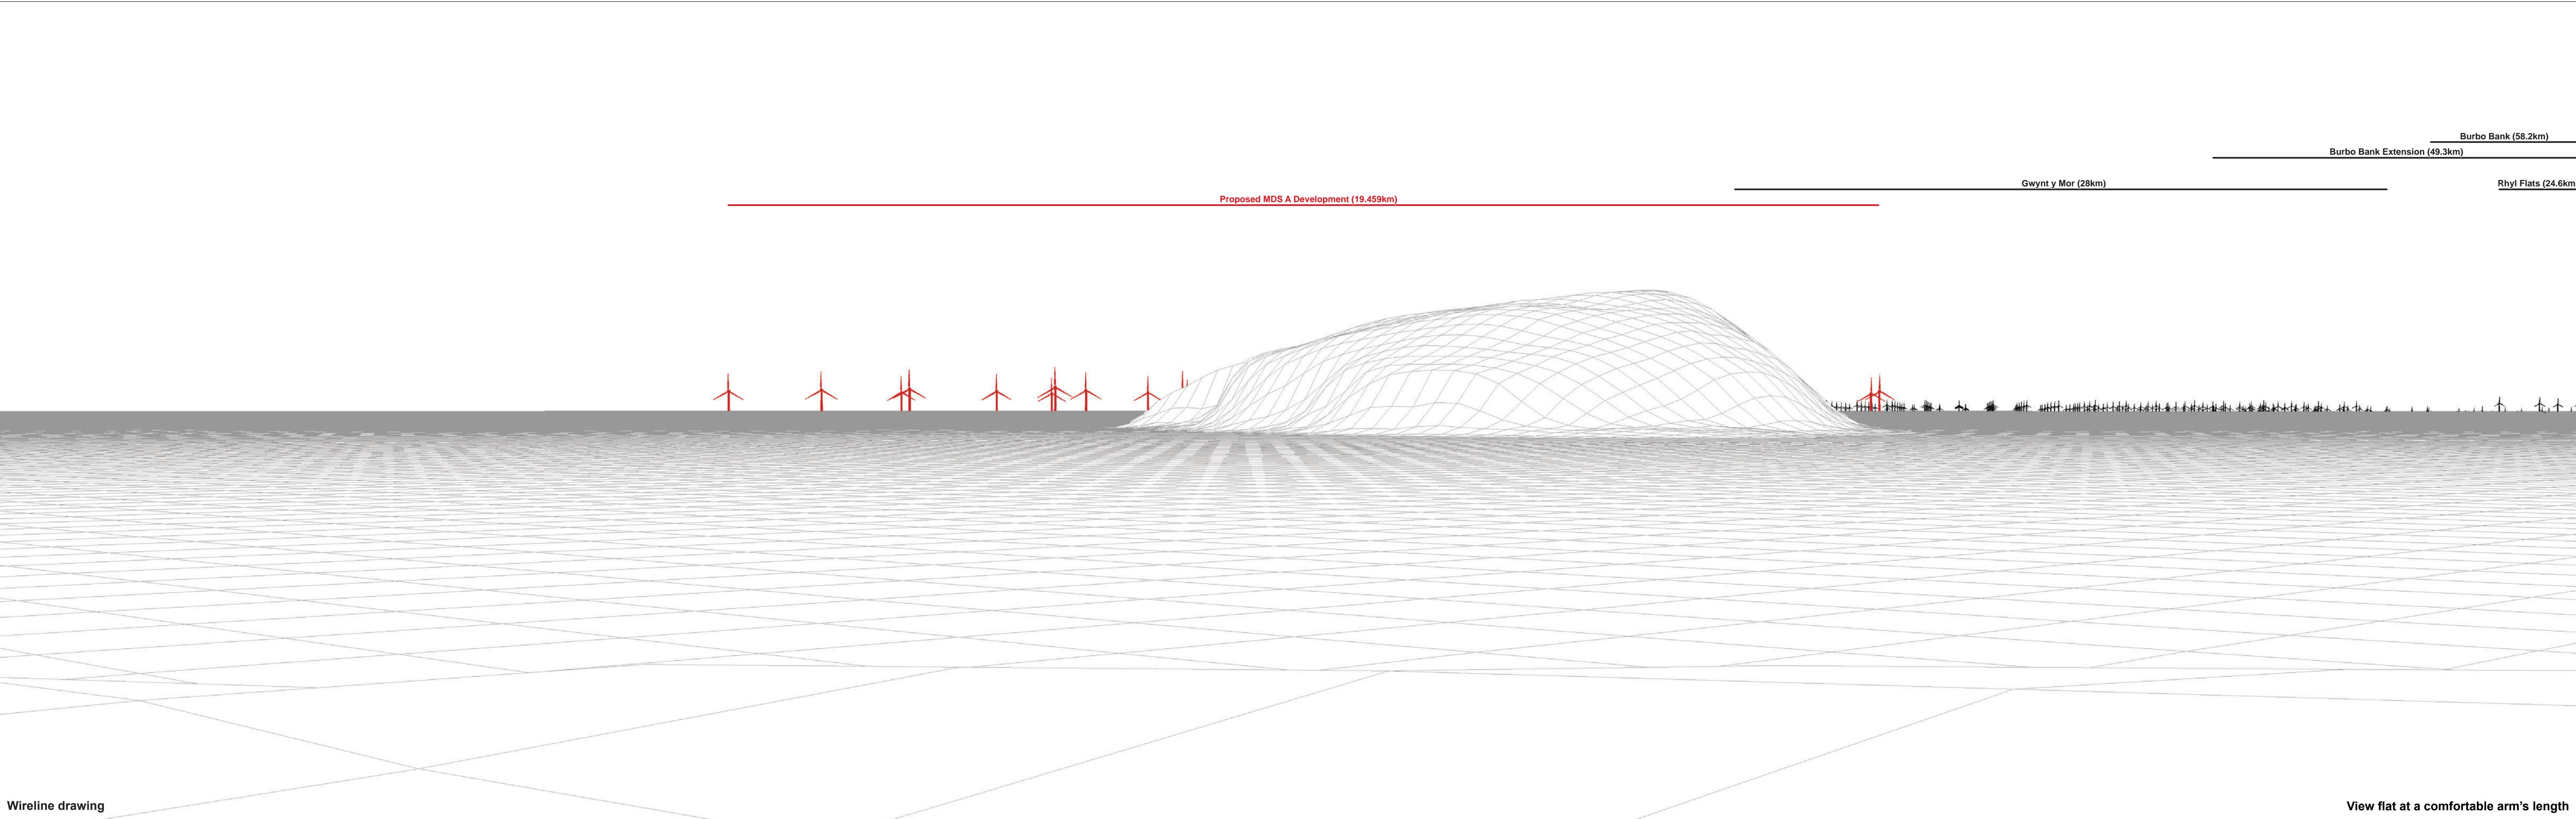 Burbo Bank (58.2km)
Burbo Bank Extension (49.3km)
Gwynt y Mor (28km)
Rhyl Flats (24.6km
Proposed MDS A Development (19.459km)
Wireline drawing
View flat at a comfortable arm's length